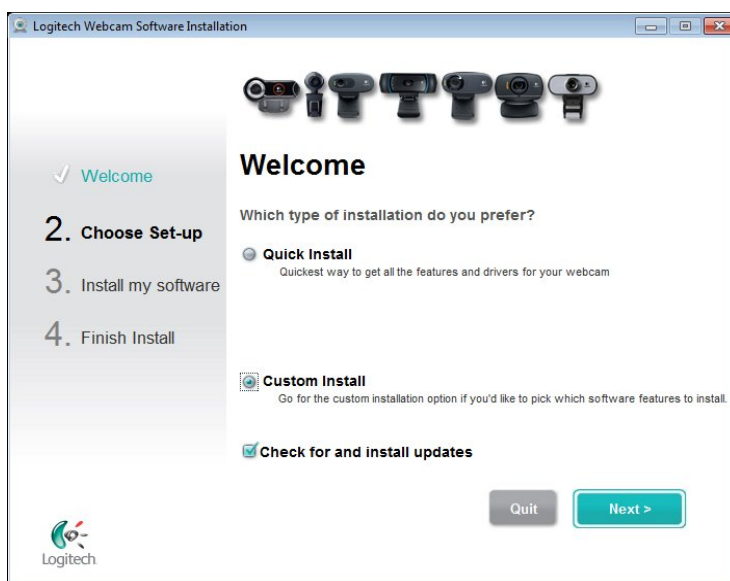 Logitech Webcam Software Installation
Welcome
2. Choose Set-up
3. Install my software
4. Finish Install
Logitech
Welcome
Which type of installation do you prefer?
Quick Install
Quickest way to get all the features and drivers for your webcam
Custom Install
Go for the custom installation option if you'd like to pick which software features to install.
Check for and install updates
Quit
Next >